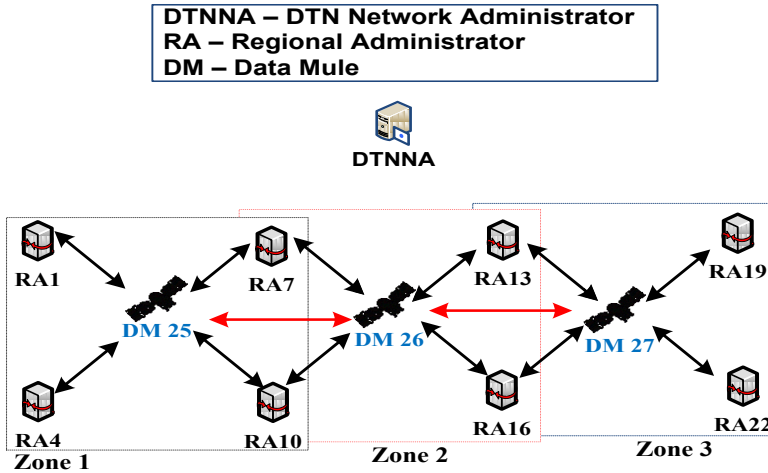 DTNNA – DTN Network Administrator
RA – Regional Administrator
DM – Data Mule
DTNNA
RA1
RA7
RA13
RA19
DM 25
DM 26
DM 27
RA4
RA10
RA16
RA22
Zone 1
Zone 2
Zone 3